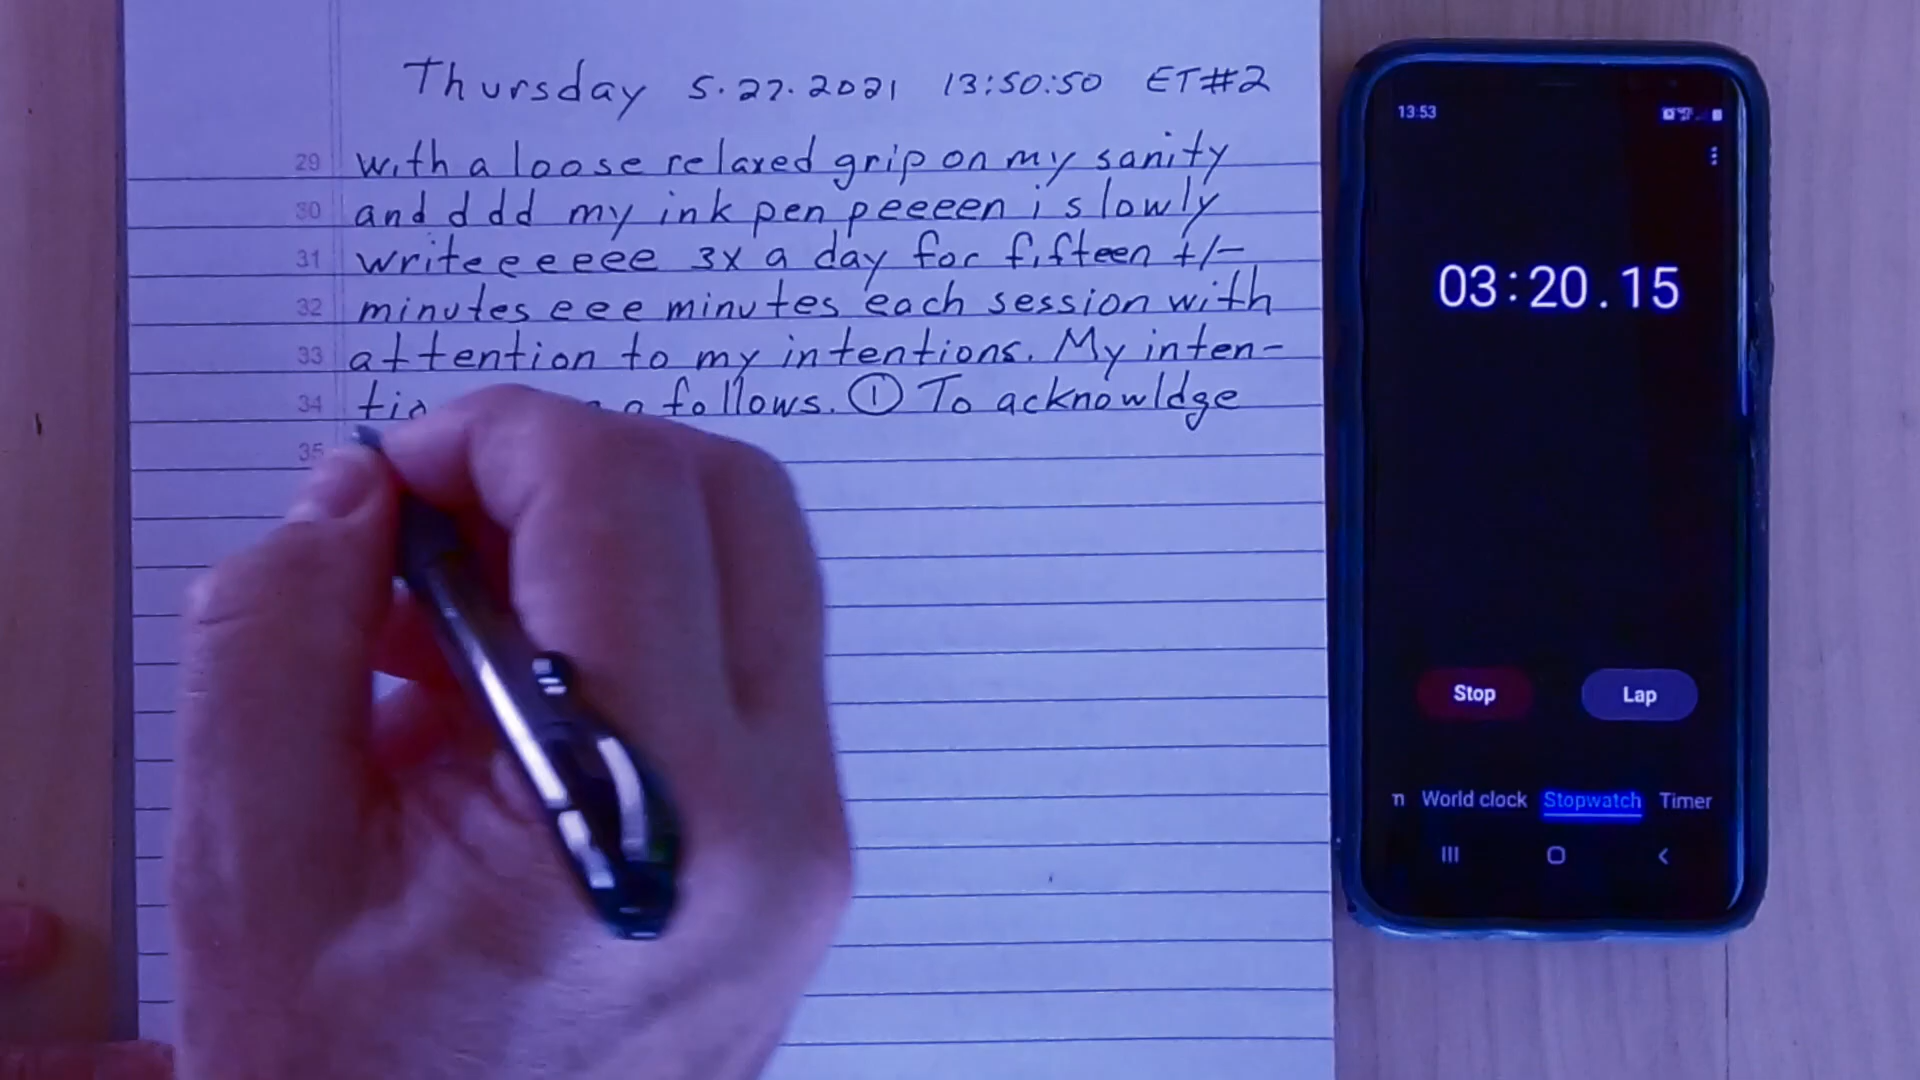 Thursday 5.27.2021 13:50:50 ET#2
29 with a loose relaxed grip on my sanity
30 and d dd my ink pen peeeen i slowly
31 writeeeeeee 3x a day for fifteen +/-
32 minutes eee minutes each session with
33 attention to my intentions. My inten-
34 follows. ① To acknowldge
35
13:53
03:20.15
Stop Lap
World clock Stopwatch Timer